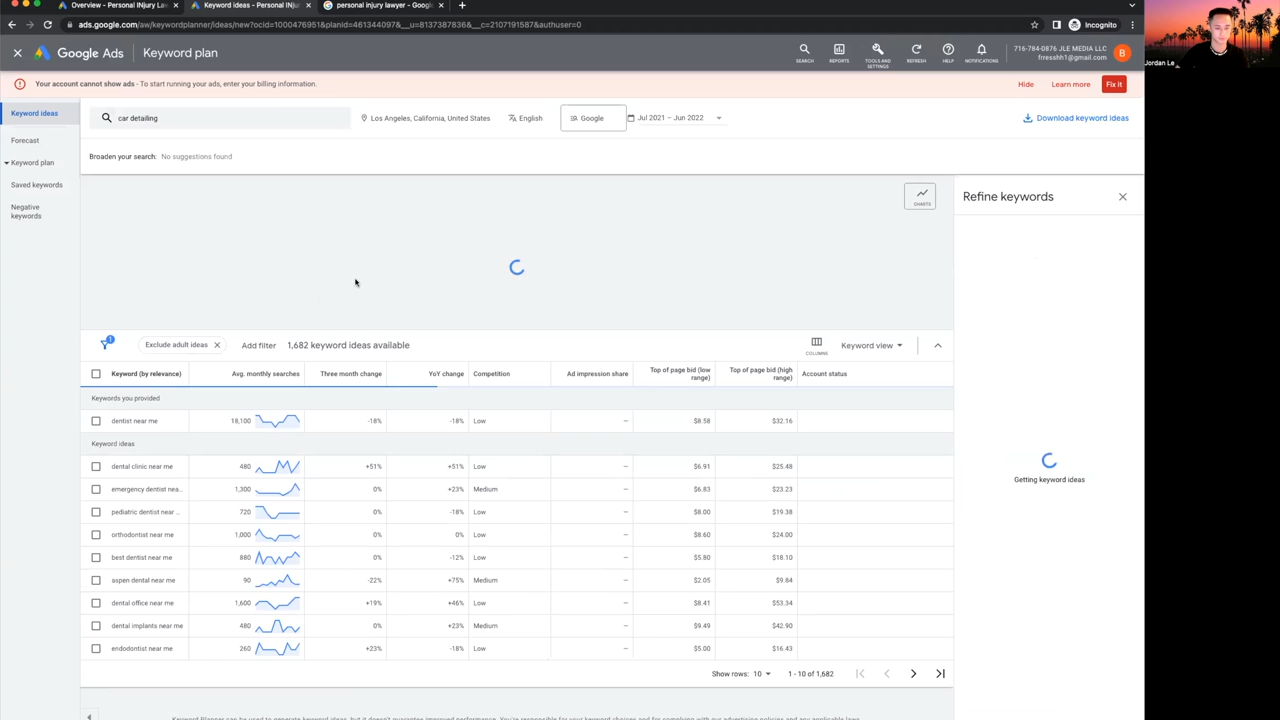 Overview - Personal INjury Law
Keyword ideas - Personal INju
personal injury lawyer - Goog
ads.google.com/aw/keywordplanner/ideas/new?ocid=1000476951&planId=461344097&__u=8137387836&__c=2107191587&authuser=0
Incognito
Google Ads
Keyword plan
SEARCH
REPORTS
TOOLS AND SETTINGS
REFRESH
HELP
NOTIFICATIONS
716-784-0876 JLE MEDIA LLC
frresshh1@gmail.com
B
Jordan Le
Your account cannot show ads - To start running your ads, enter your billing information.
Hide
Learn more
Fix it
Keyword ideas
Forecast
Keyword plan
Saved keywords
Negative
keywords
car detailing
Los Angeles, California, United States
English
Google
Jul 2021 – Jun 2022
Download keyword ideas
Broaden your search: No suggestions found
CHARTS
Refine keywords
Getting keyword ideas
1
Exclude adult ideas
Add filter
1,682 keyword ideas available
COLUMNS
Keyword view
Keyword (by relevance) Avg. monthly searches Three month change YoY change Competition Ad impression share Top of page bid (low range) Top of page bid (high range) Account status
Keywords you provided
dentist near me 18,100 -18% -18% Low – $8.58 $32.16
Keyword ideas
dental clinic near me 480 +51% +51% Low – $6.91 $25.48
emergency dentist nea... 1,300 0% +23% Medium – $6.83 $23.23
pediatric dentist near ... 720 0% -18% Low – $8.00 $19.38
orthodontist near me 1,000 0% 0% Low – $8.60 $24.00
best dentist near me 880 0% -12% Low – $5.80 $18.10
aspen dental near me 90 -22% +75% Medium – $2.05 $9.84
dental office near me 1,600 +19% +46% Low – $8.41 $53.34
dental implants near me 480 0% +23% Medium – $9.49 $42.90
endodontist near me 260 +23% -18% Low – $5.00 $16.43
Show rows: 10
1 - 10 of 1,682